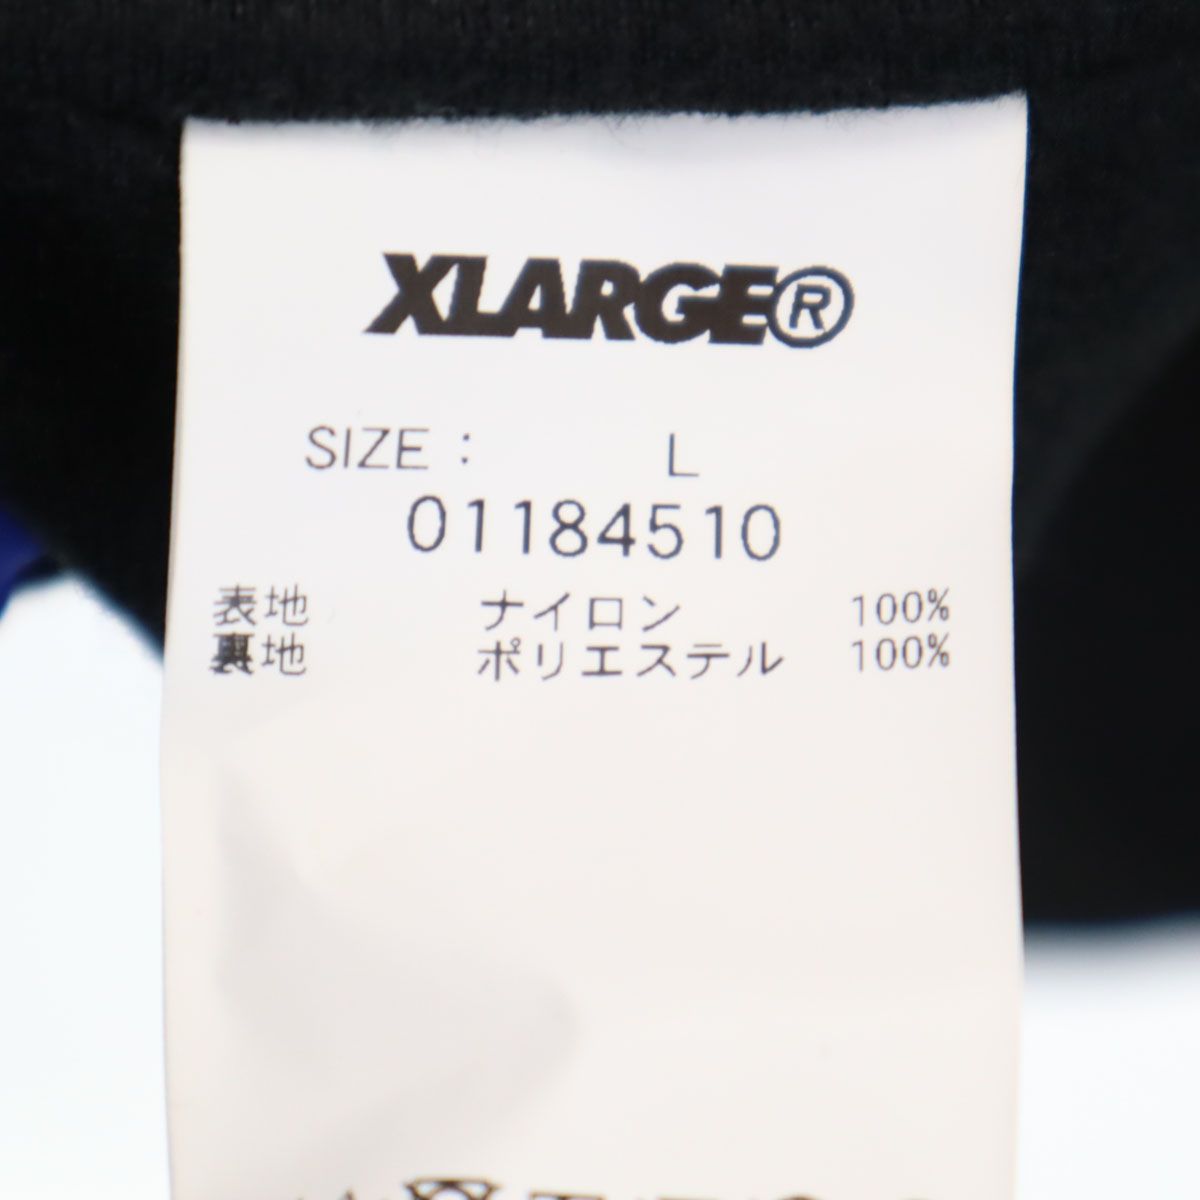 XLARGE®
SIZE : L
01184510
表地 ナイロン 100%
裏地 ポリエステル 100%